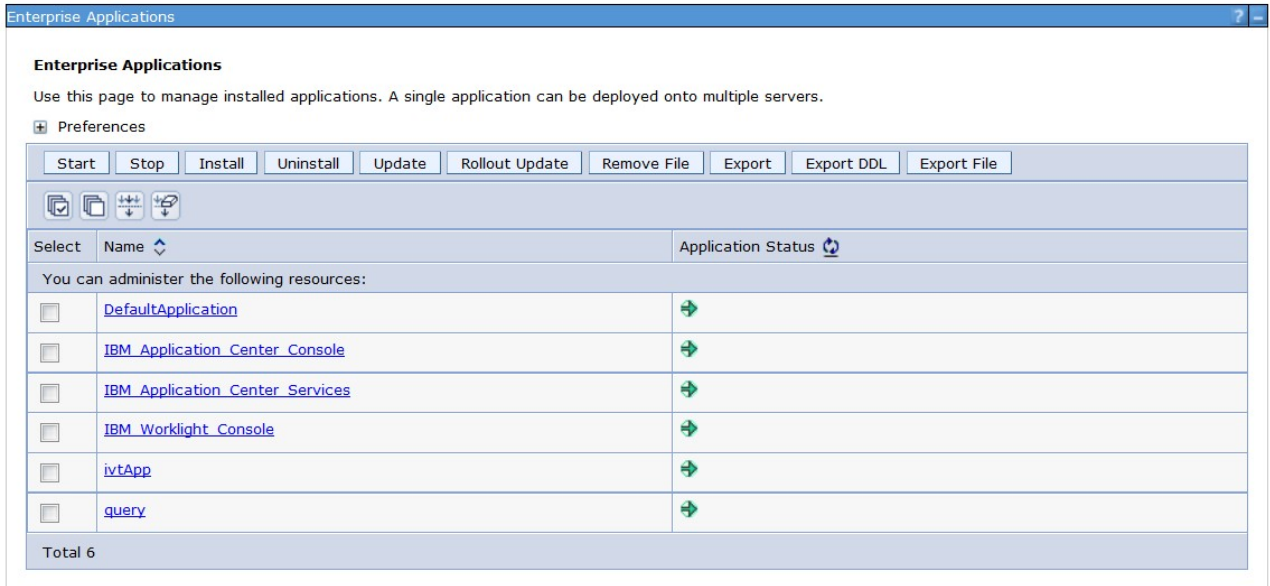 Enterprise Applications ? –
Enterprise Applications
Use this page to manage installed applications. A single application can be deployed onto multiple servers.
+ Preferences
Start Stop Install Uninstall Update Rollout Update Remove File Export Export DDL Export File
Select Name Application Status
You can administer the following resources:
DefaultApplication
IBM_Application_Center_Console
IBM_Application_Center_Services
IBM_Worklight_Console
ivtApp
query
Total 6